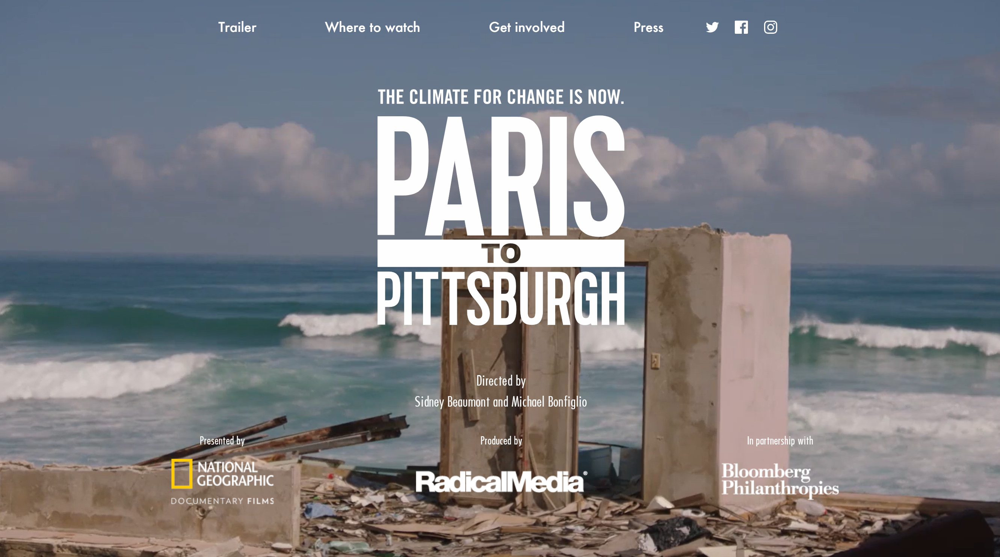 Trailer
Where to watch
Get involved
Press
THE CLIMATE FOR CHANGE IS NOW.
PARIS
TO
PITTSBURGH
Directed by
Sidney Beaumont and Michael Bonfiglio
Presented by
NATIONAL
GEOGRAPHIC
DOCUMENTARY FILMS
Produced by
RadicalMedia®
In partnership with
Bloomberg
Philanthropies